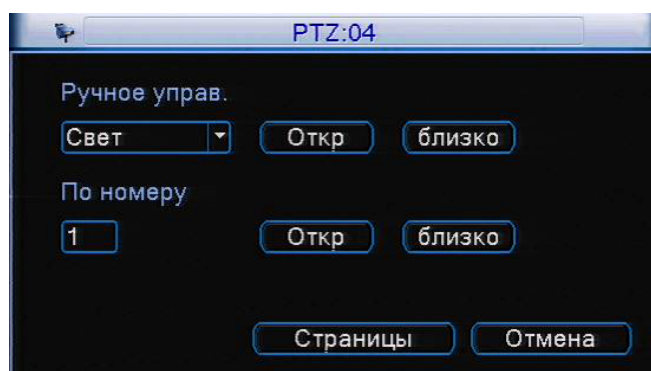 PTZ:04
Ручное управ.
Свет Откр близко
По номеру
1 Откр близко
Страницы Отмена